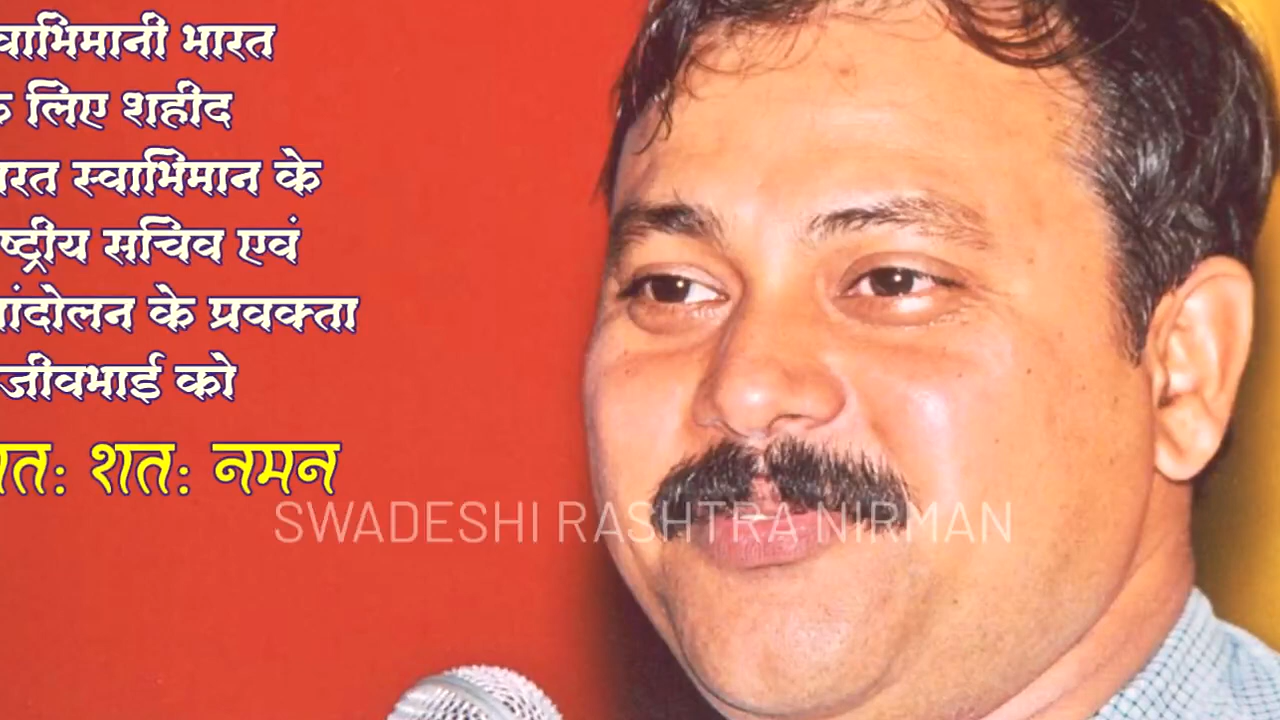 वाभिमानी भारत
लिए शहीद
रत स्वाभिमान के
ष्ट्रीय सचिव एवं
ांदोलन के प्रवक्ता
जीवभाई को
त: शत: नमन
SWADESHI RASHTRA NIRMAN